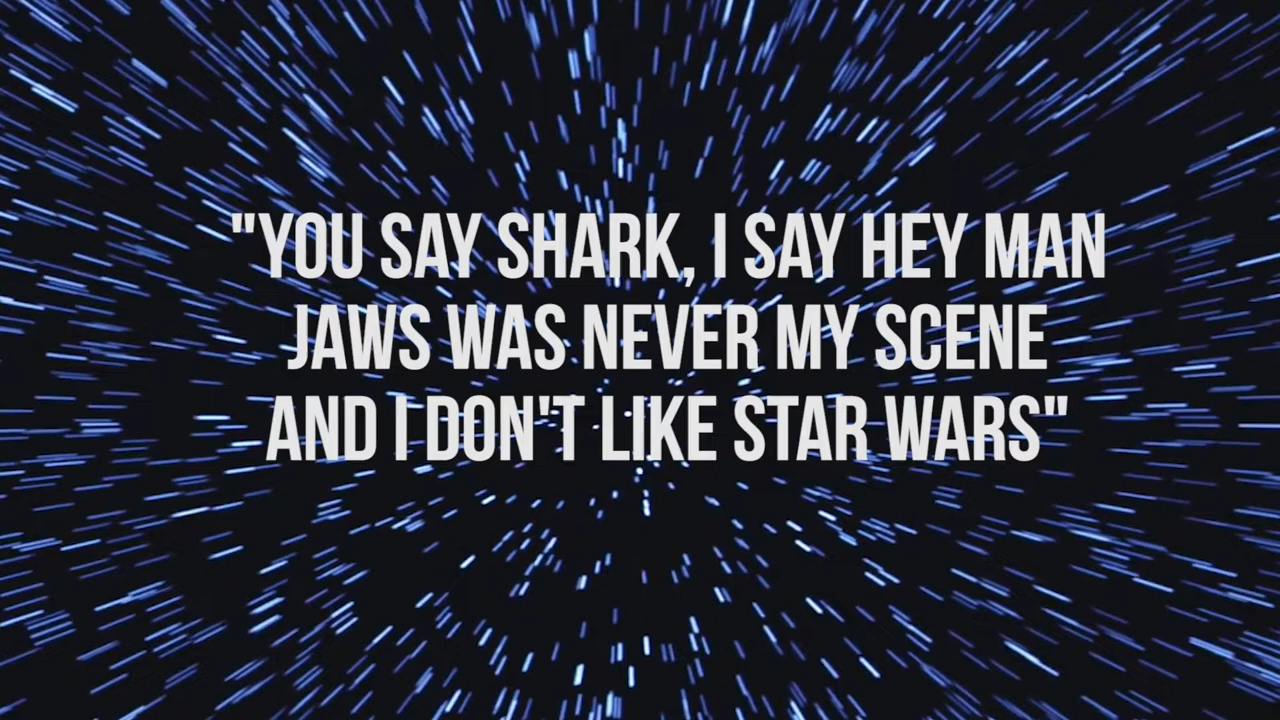 "YOU SAY SHARK, I SAY HEY MAN
JAWS WAS NEVER MY SCENE
AND I DON'T LIKE STAR WARS"